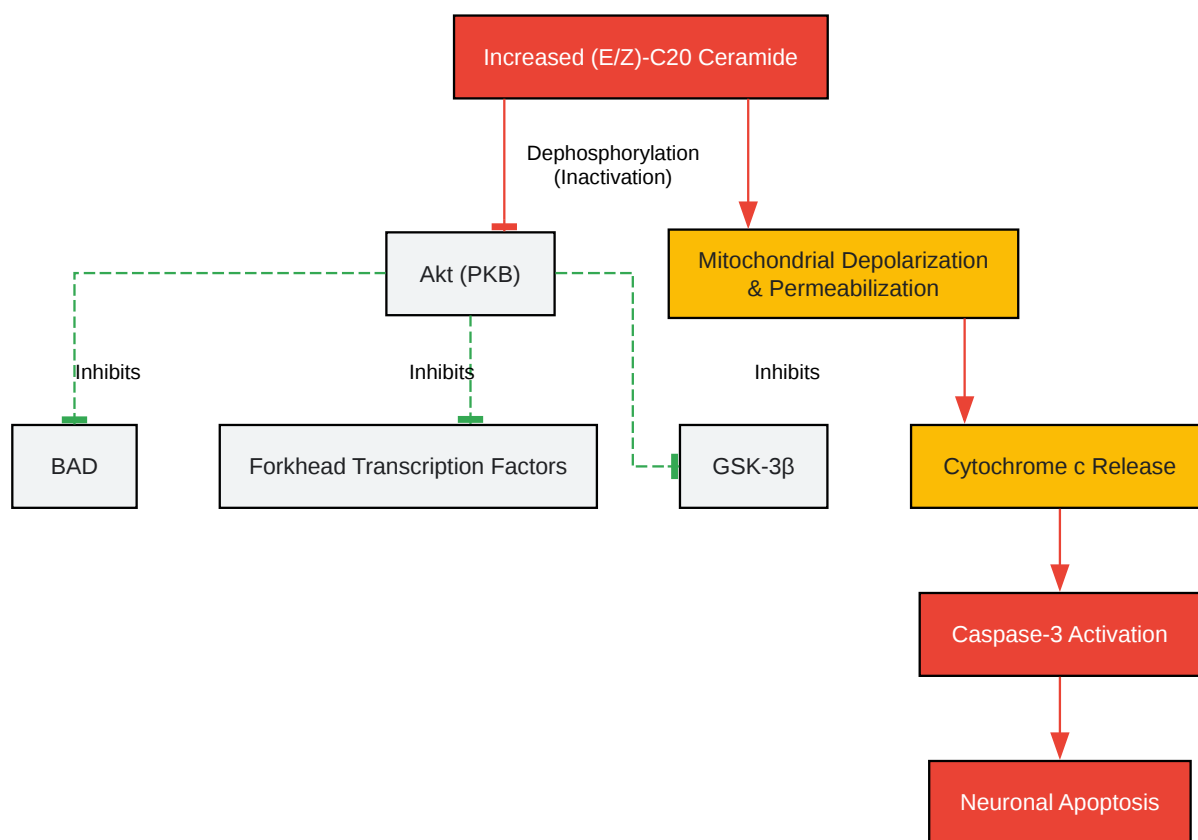 Increased (E/Z)-C20 Ceramide
Dephosphorylation
(Inactivation)
Akt (PKB)
Mitochondrial Depolarization
& Permeabilization
Inhibits
Inhibits
Inhibits
BAD
Forkhead Transcription Factors
GSK-3β
Cytochrome c Release
Caspase-3 Activation
Neuronal Apoptosis